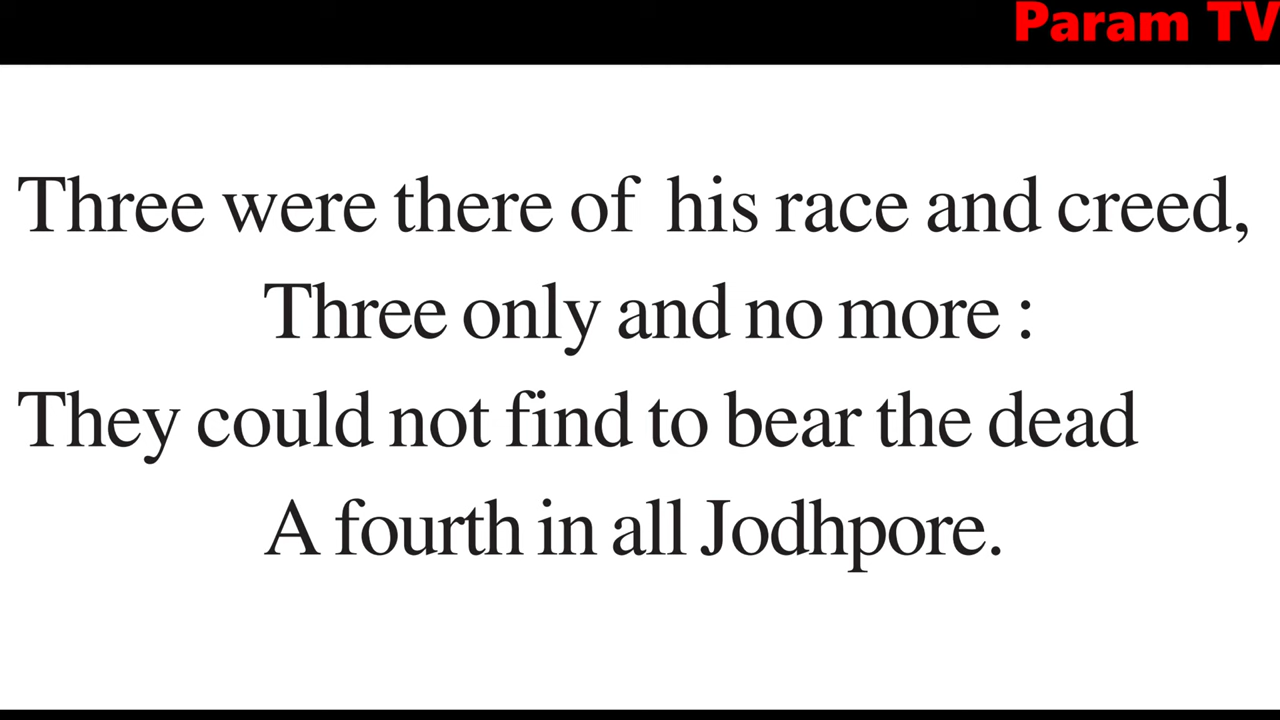 Param TV
Three were there of his race and creed,
Three only and no more :
They could not find to bear the dead
A fourth in all Jodhpore.